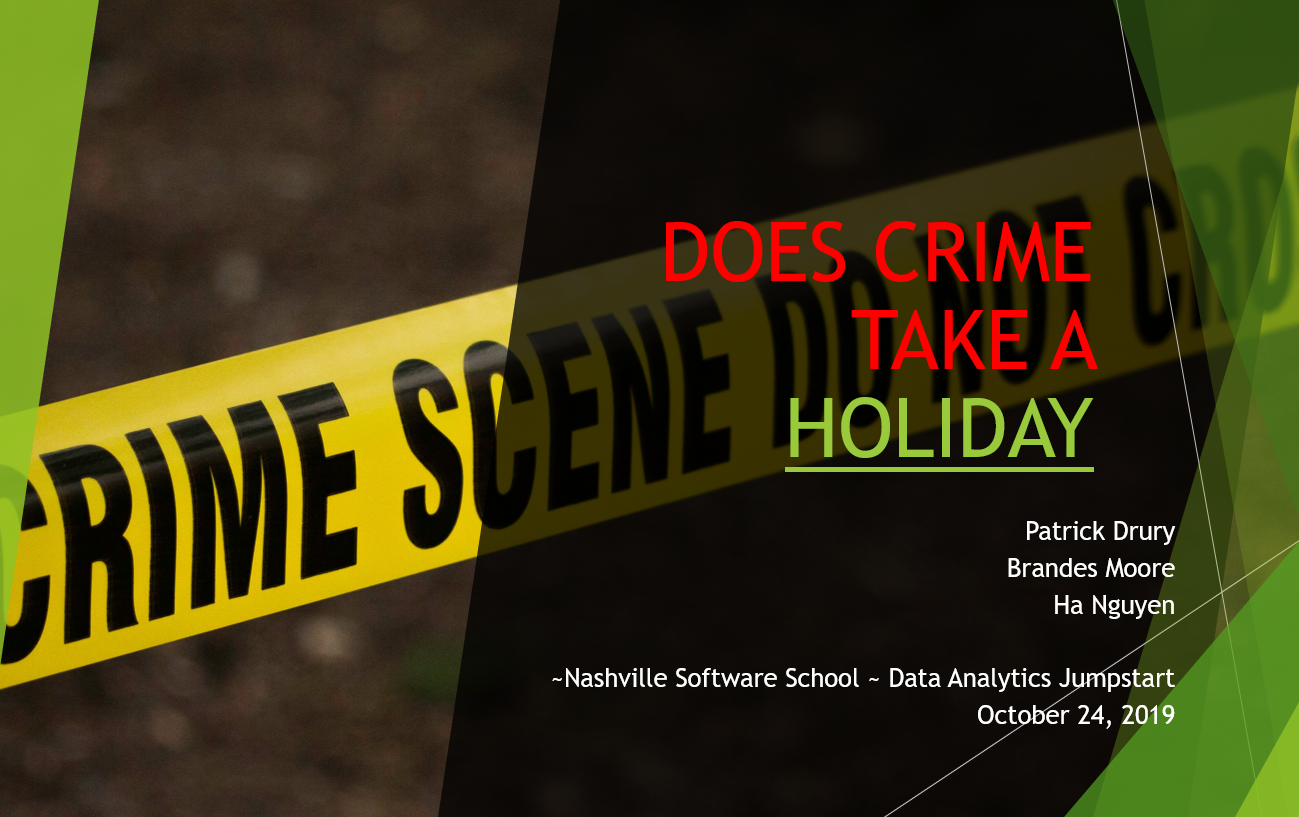 CRIME SCENE DO NOT CRO
DOES CRIME
TAKE A
HOLIDAY
Patrick Drury
Brandes Moore
Ha Nguyen
~Nashville Software School ~ Data Analytics Jumpstart
October 24, 2019